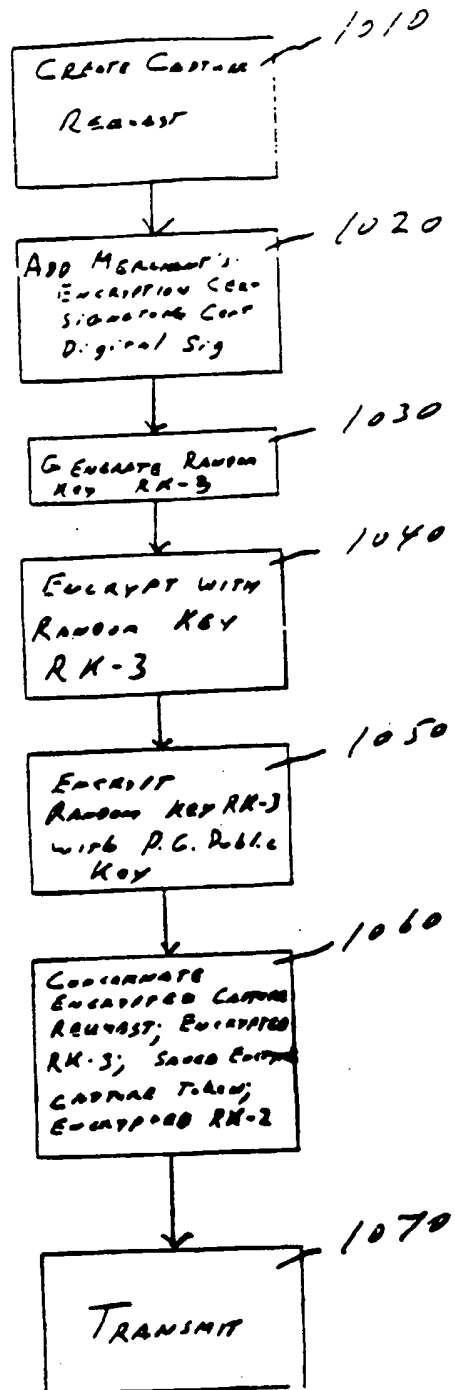 1010
CREATE CAPTURE
REQUEST
1020
ADD MERCHANT'S
ENCRYPTION CERT
SIGNATURE CERT
Digital Sig
1030
GENERATE RANDOM
KEY RK-3
1040
ENCRYPT WITH
RANDOM KEY
RK-3
1050
ENCRYPT
RANDOM KEY RK-3
with P.G. Public
Key
1060
CONCATENATE
ENCRYPTED CAPTURE
REQUEST; ENCRYPTED
RK-3; SAVED
CAPTURE TOKEN;
ENCRYPTED RK-2
1070
TRANSMIT